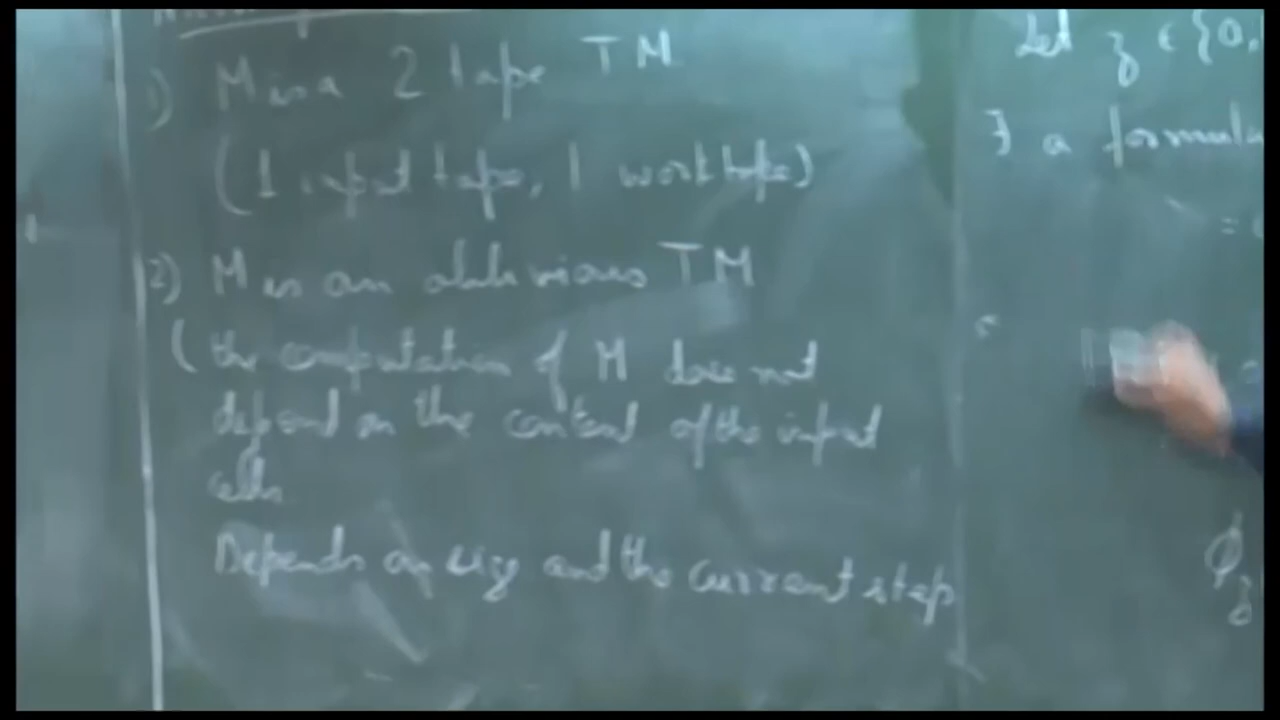 1) M is a 2 tape TM
(1 input tape, 1 work tape)
2) M is an oblivious TM
(the computation of M does not
depend on the content of the input
cells
Depends on and the current step
Let z ∈ {0,
∃ a formula
=
ϕz